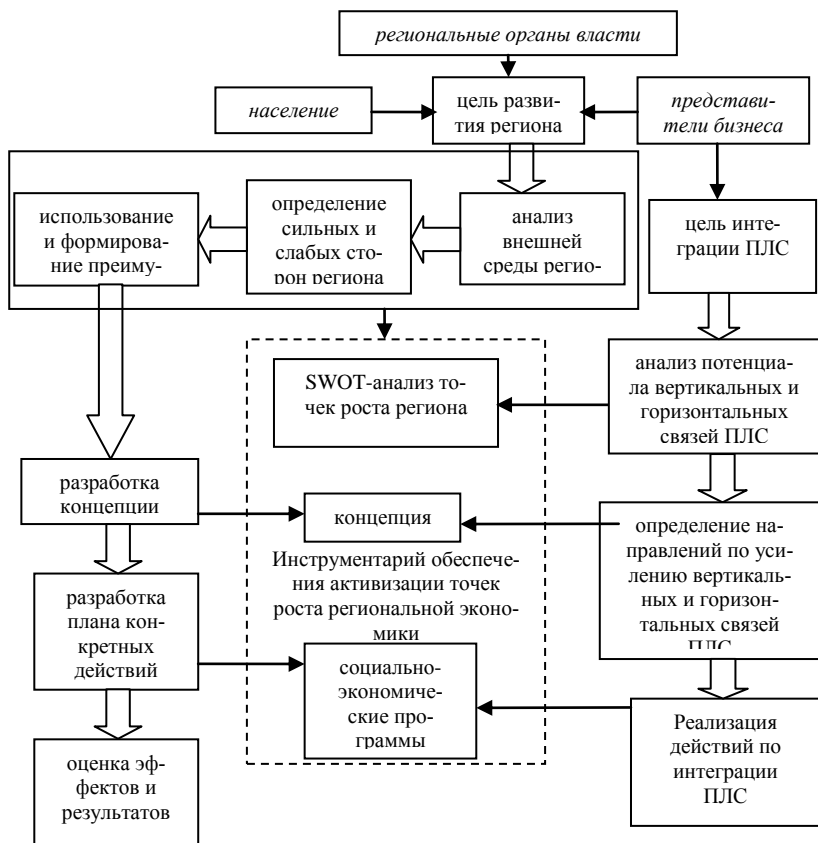 региональные органы власти
население
цель разви-
тия региона
представи-
тели бизнеса
использование
и формирова-
ние преиму-
определение
сильных и
слабых сто-
рон региона
анализ
внешней
среды регио-
цель инте-
грации ПЛС
SWOT-анализ то-
чек роста региона
анализ потенциа-
ла вертикальных и
горизонтальных
связей ПЛС
разработка
концепции
концепция
определение на-
правлений по уси-
лению вертикаль-
ных и горизон-
тальных связей
ПЛС
Инструментарий обеспече-
ния активизации точек
роста региональной эконо-
мики
разработка
плана кон-
кретных
действий
социально-
экономиче-
ские про-
граммы
Реализация
действий по
интеграции
ПЛС
оценка эф-
фектов и
результатов